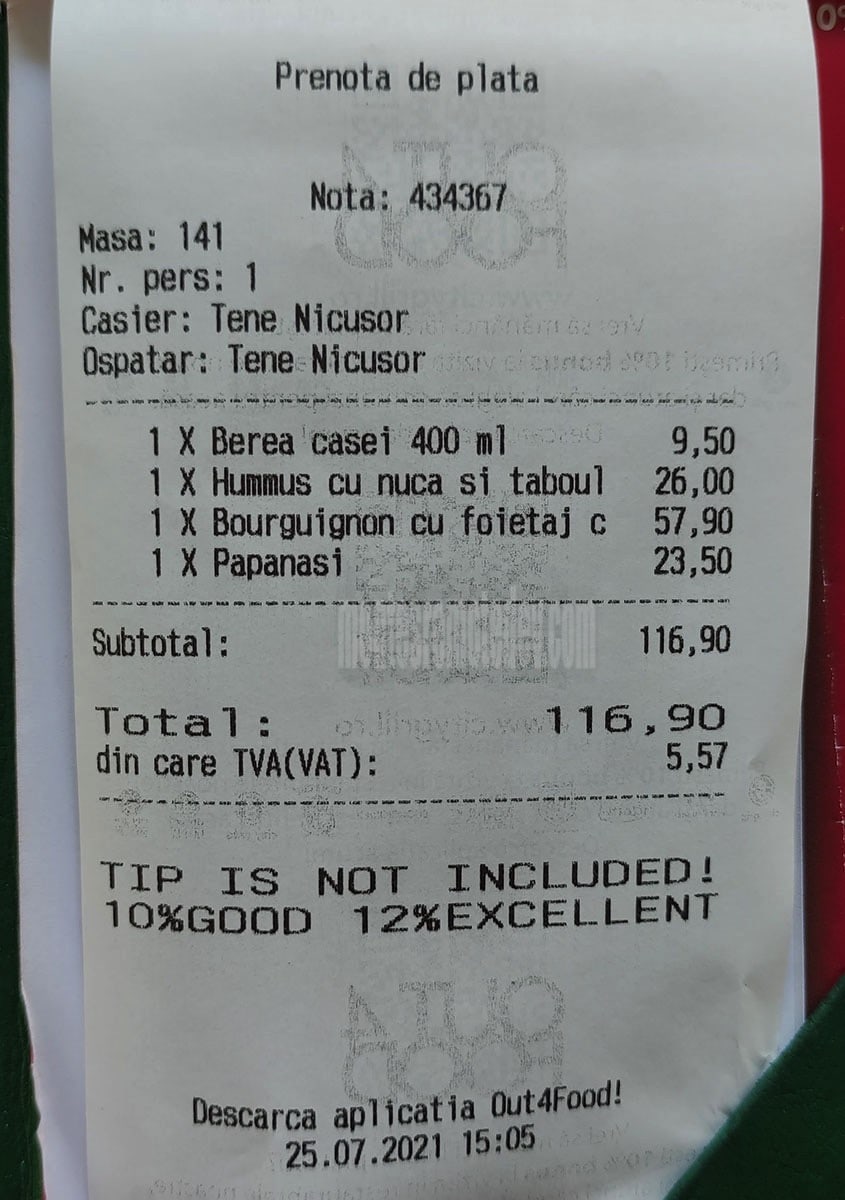 Prenota de plata
Nota: 434367
Masa: 141
Nr. pers: 1
Casier: Tene Nicusor
Ospatar: Tene Nicusor
1 X Berea casei 400 ml 9,50
1 X Hummus cu nuca si taboul 26,00
1 X Bourguignon cu foietaj c 57,90
1 X Papanasi 23,50
Subtotal: 116,90
Total: 116,90
din care TVA(VAT): 5,57
TIP IS NOT INCLUDED!
10%GOOD 12%EXCELLENT
Descarca aplicatia Out4Food!
25.07.2021 15:05